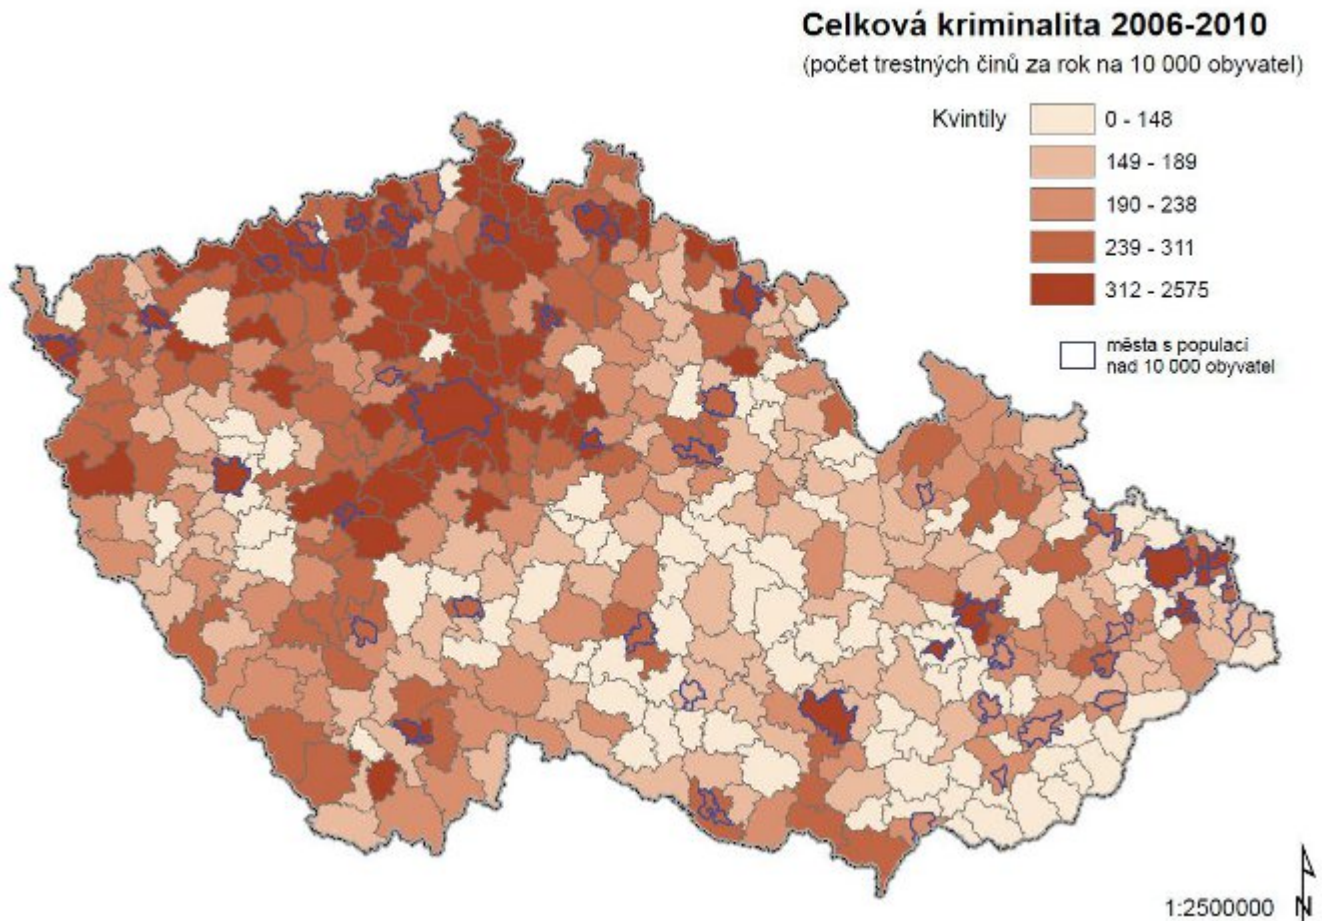 Celková kriminalita 2006-2010
(počet trestných činů za rok na 10 000 obyvatel)
Kvintily
0 - 148
149 - 189
190 - 238
239 - 311
312 - 2575
města s populací
nad 10 000 obyvatel
1:2500000
N